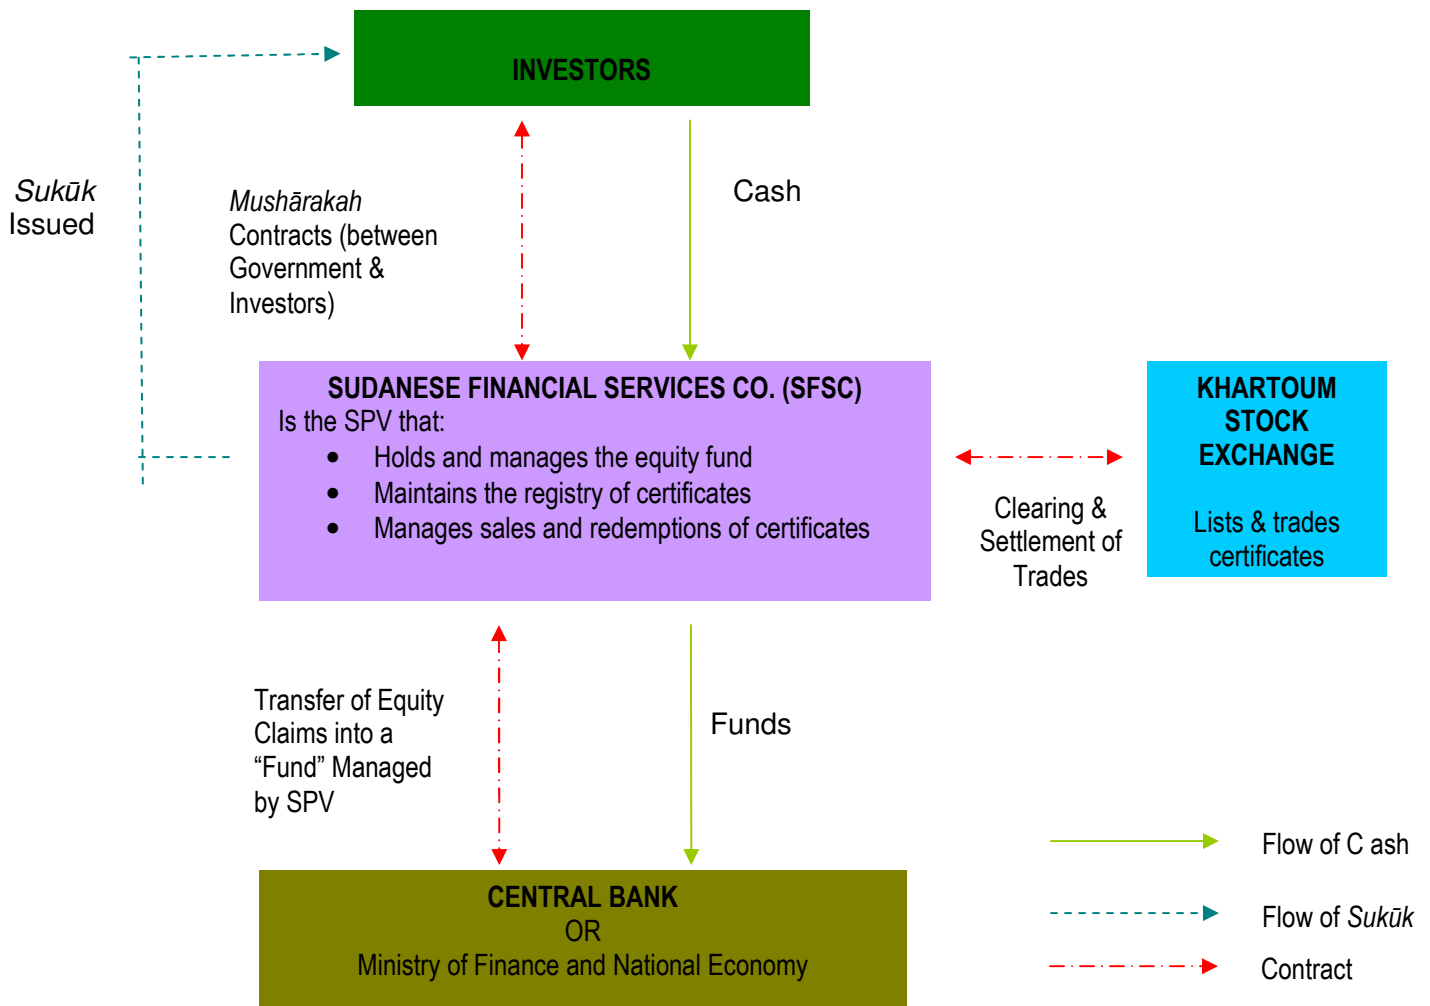 INVESTORS
Sukūk
Issued
Mushārakah
Contracts (between
Government &
Investors)
Cash
SUDANESE FINANCIAL SERVICES CO. (SFSC)
Is the SPV that:
• Holds and manages the equity fund
• Maintains the registry of certificates
• Manages sales and redemptions of certificates
KHARTOUM
STOCK
EXCHANGE
Lists & trades
certificates
Clearing &
Settlement of
Trades
Transfer of Equity
Claims into a
“Fund” Managed
by SPV
Funds
CENTRAL BANK
OR
Ministry of Finance and National Economy
Flow of C ash
Flow of Sukūk
Contract